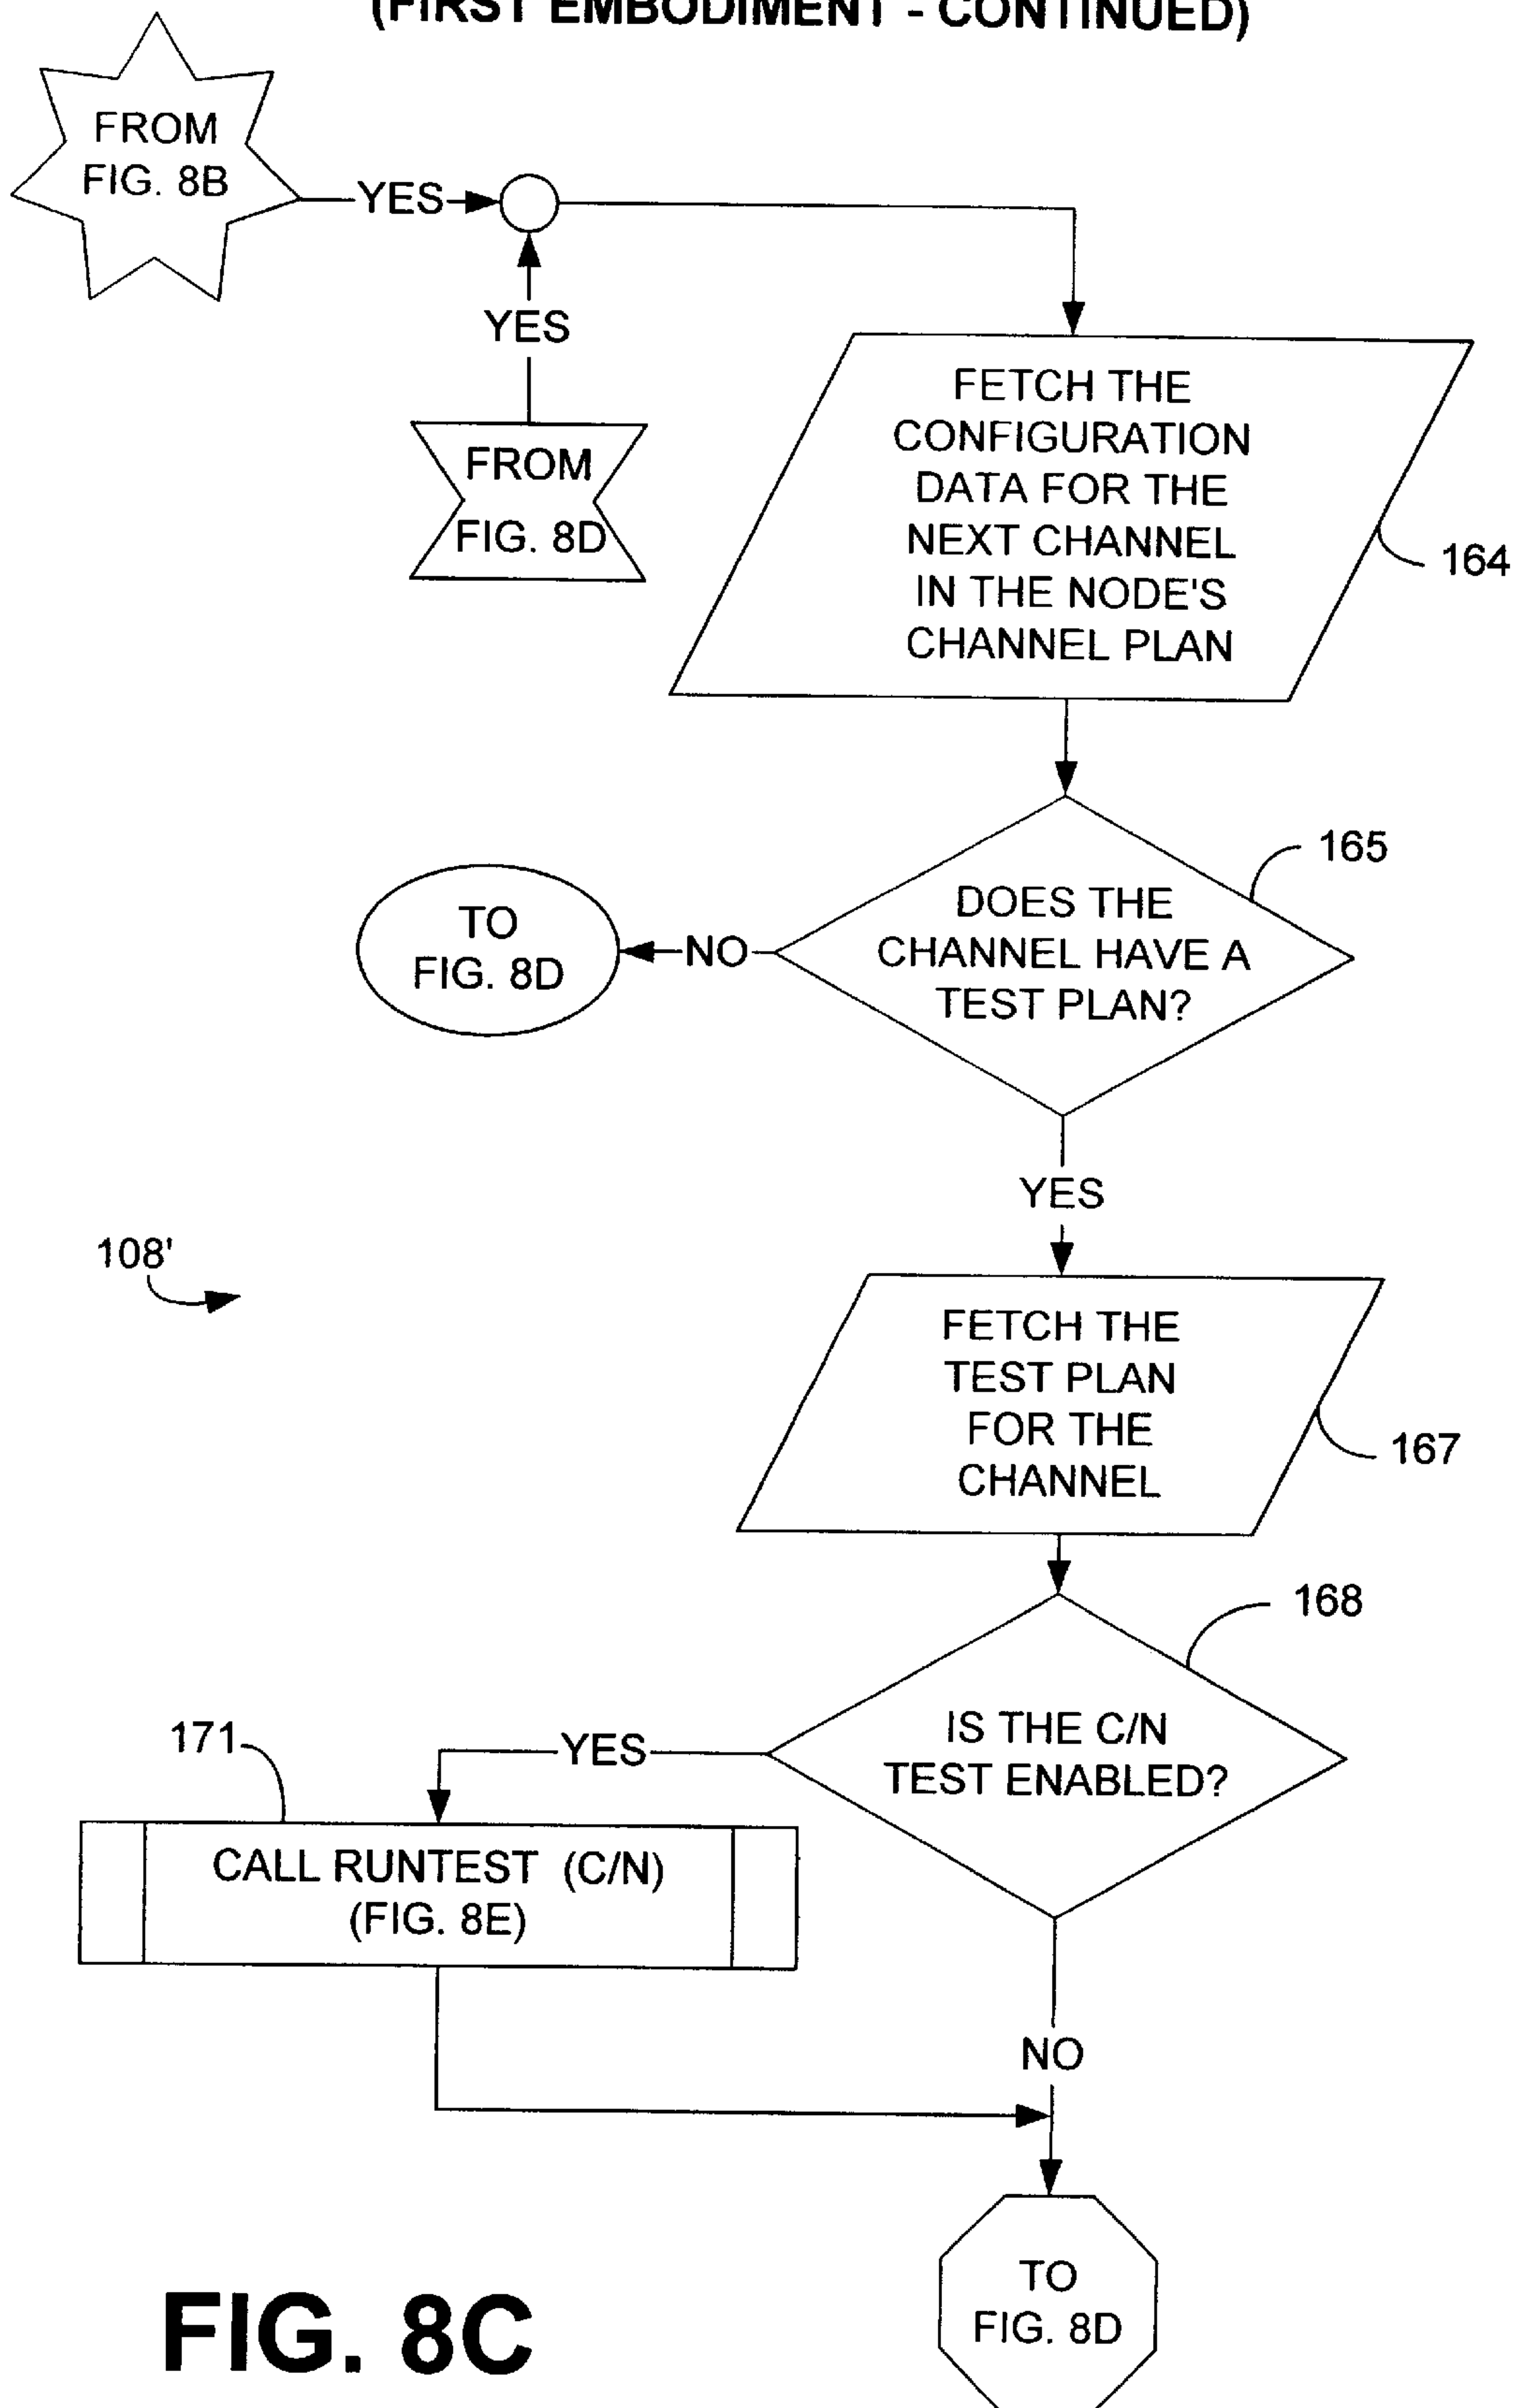 (FIRST EMBODIMENT - CONTINUED)
FROM
FIG. 8B
YES
YES
FROM
FIG. 8D
FETCH THE
CONFIGURATION
DATA FOR THE
NEXT CHANNEL
IN THE NODE'S
CHANNEL PLAN
164
165
DOES THE
CHANNEL HAVE A
TEST PLAN?
NO
TO
FIG. 8D
YES
108'
FETCH THE
TEST PLAN
FOR THE
CHANNEL
167
168
IS THE C/N
TEST ENABLED?
YES
171
CALL RUNTEST (C/N)
(FIG. 8E)
NO
TO
FIG. 8D
FIG. 8C